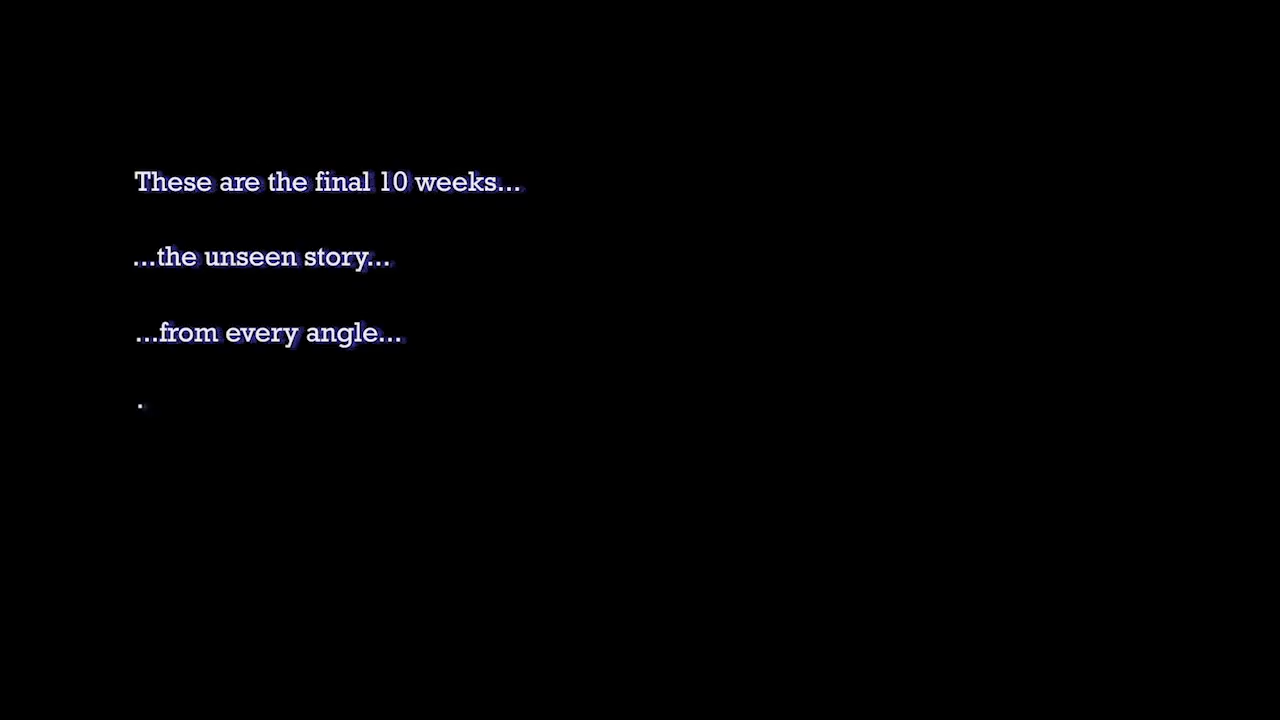 These are the final 10 weeks...
...the unseen story...
...from every angle...
.